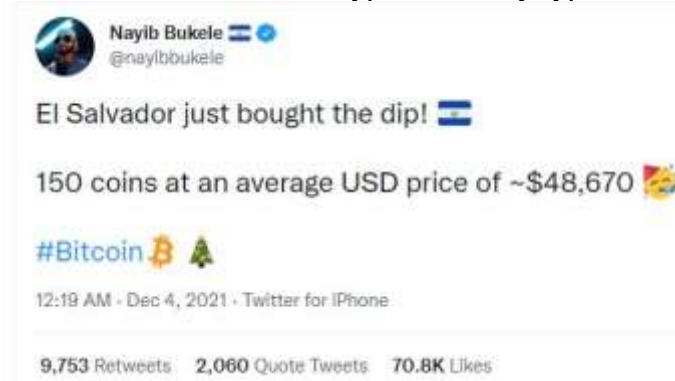 Nayib Bukele
@nayibbukele
El Salvador just bought the dip!
150 coins at an average USD price of ~$48,670
#Bitcoin
12:19 AM · Dec 4, 2021 · Twitter for iPhone
9,753 Retweets 2,060 Quote Tweets 70.8K Likes